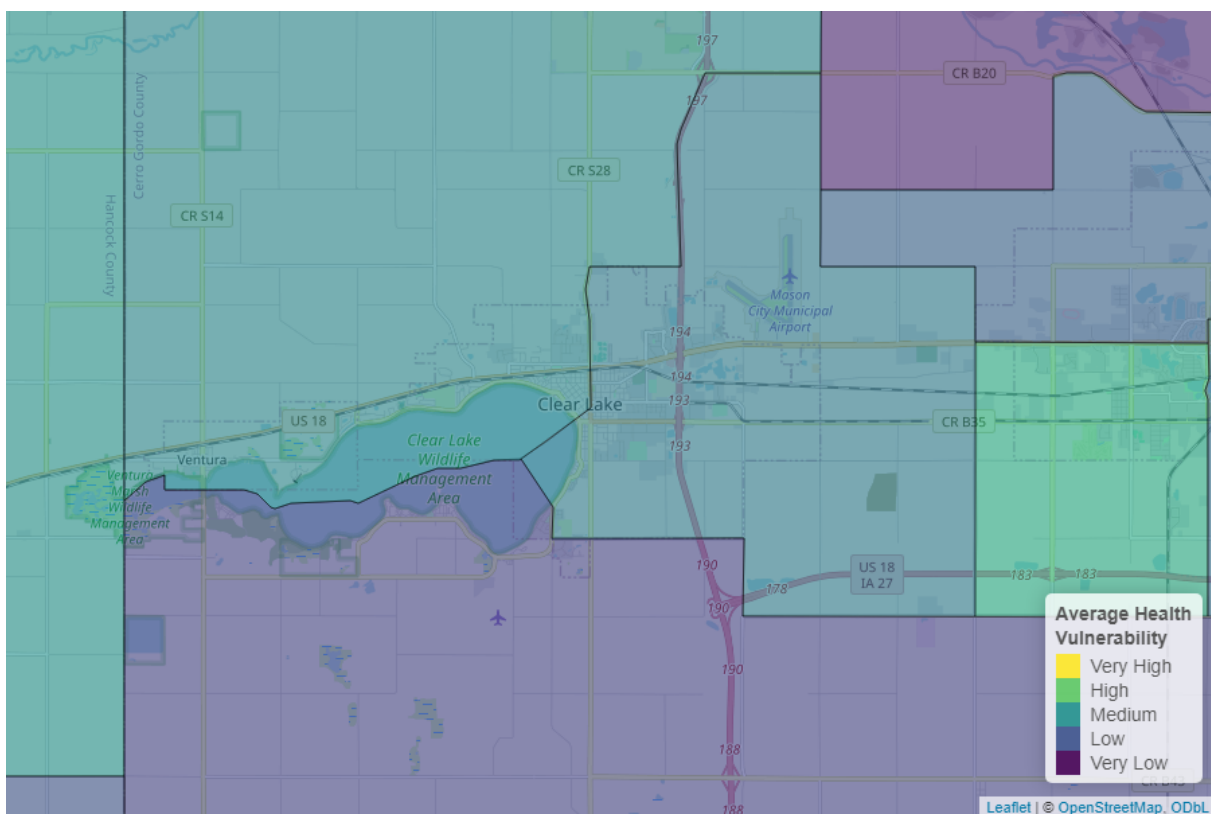 197
CR B20
197
Cerro Gordo County
CR S28
Hancock County
CR S14
Mason
City Municipal
Airport
194
194
Clear Lake
193
US 18
CR B35
Clear Lake
Wildlife
Management
Area
193
Ventura
Ventura
Marsh
Wildlife
Management
Area
190
US 18
IA 27
183
183
178
190
190
188
188
CR B43
Average Health
Vulnerability
Very High
High
Medium
Low
Very Low
Leaflet | © OpenStreetMap, ODbL